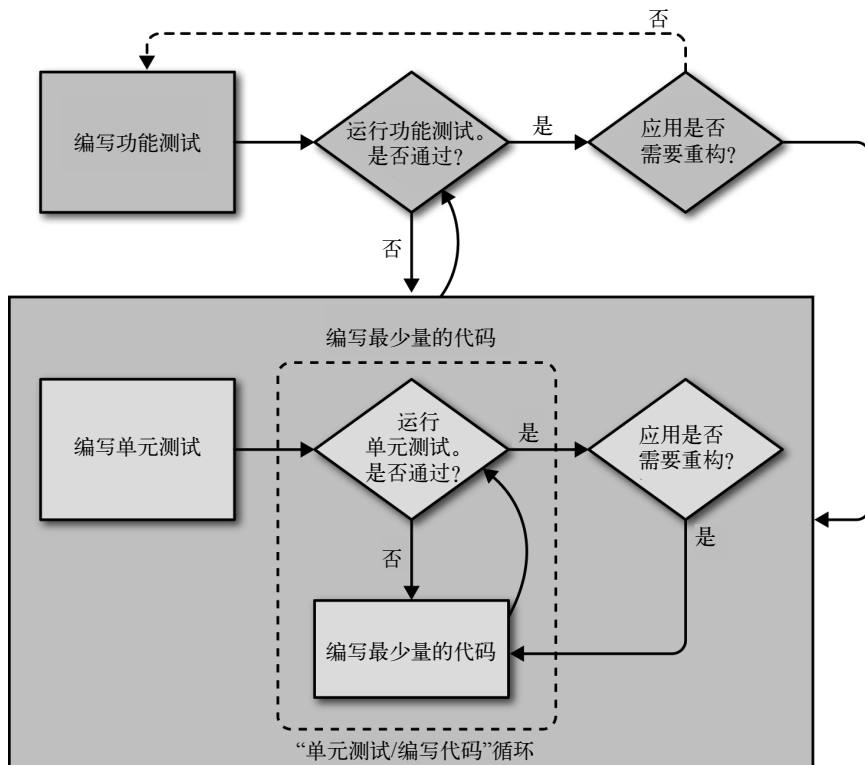 否
编写功能测试
运行功能测试。
是否通过？
是
应用是否
需要重构？
否
编写最少量的代码
编写单元测试
运行
单元测试。
是否通过？
是
应用是否
需要重构？
否
是
编写最少量的代码
“单元测试/编写代码”循环